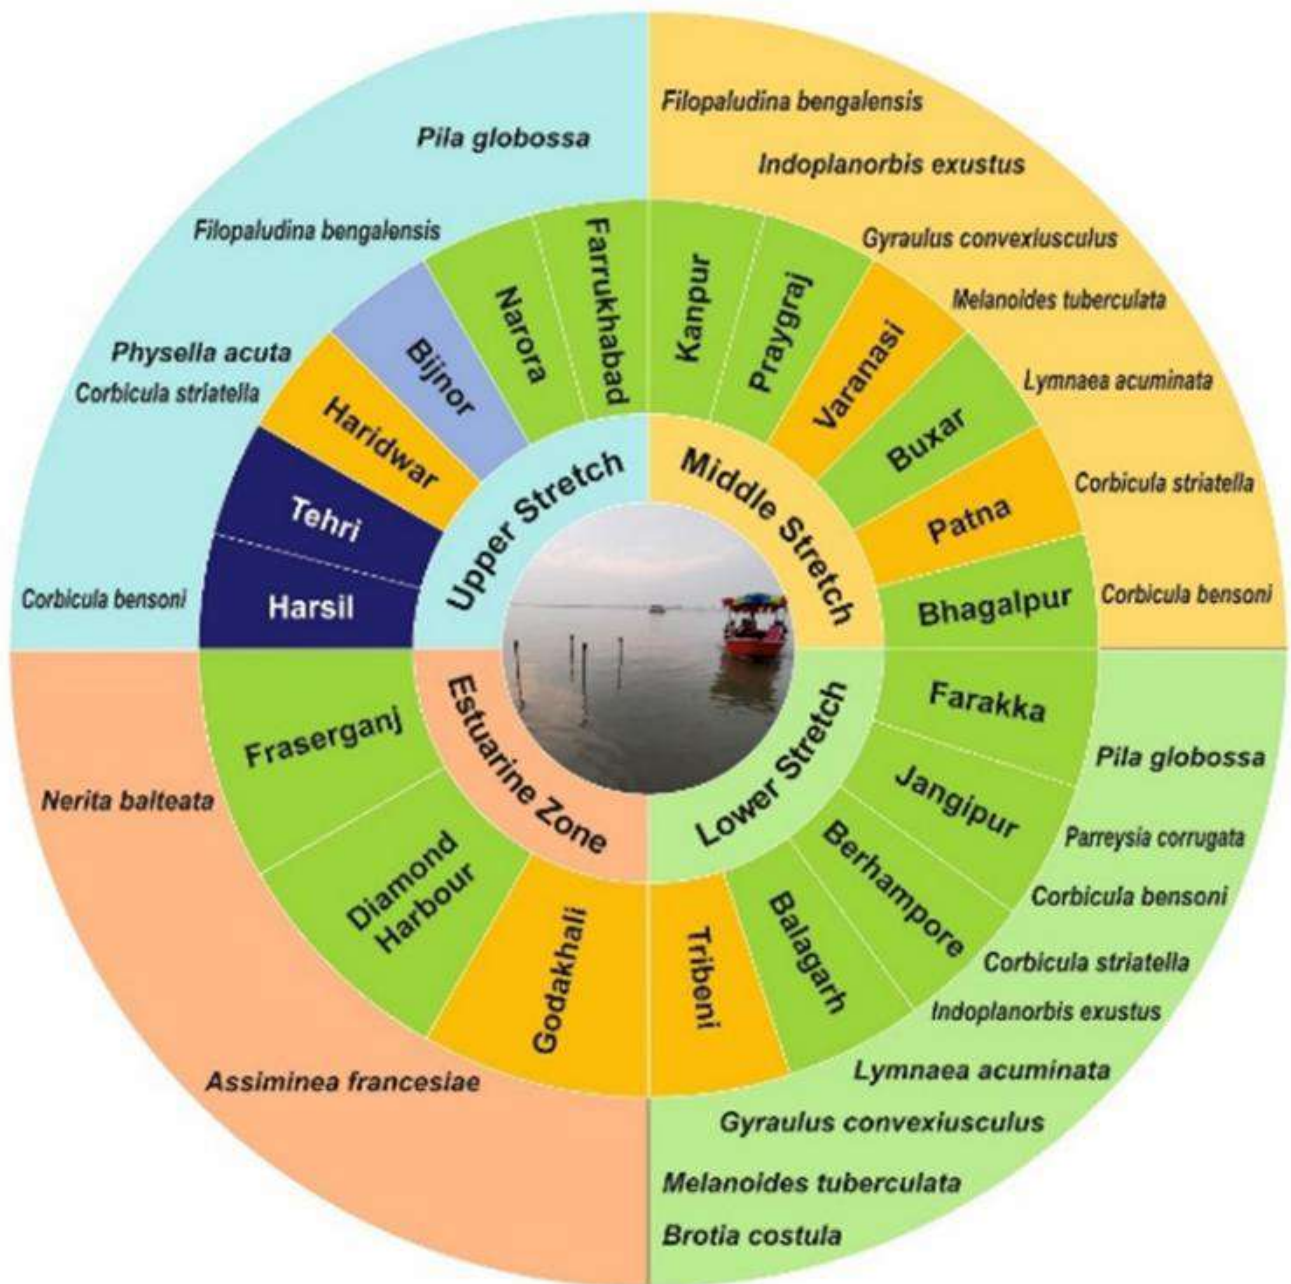 Pila globossa
Filopaludina bengalensis
Physella acuta
Corbicula striatella
Corbicula bensoni
Filopaludina bengalensis
Indoplanorbis exustus
Gyraulus convexiusculus
Melanoides tuberculata
Lymnaea acuminata
Corbicula striatella
Corbicula bensoni
Harsil
Tehri
Haridwar
Bijnor
Narora
Farrukhabad
Kanpur
Praygraj
Varanasi
Buxar
Patna
Bhagalpur
Upper Stretch
Middle Stretch
Estuarine Zone
Lower Stretch
Farakka
Jangipur
Berhampore
Balagarh
Tribeni
Godakhali
Diamond
Harbour
Fraserganj
Pila globossa
Parreysia corrugata
Corbicula bensoni
Corbicula striatella
Indoplanorbis exustus
Lymnaea acuminata
Gyraulus convexiusculus
Melanoides tuberculata
Brotia costula
Nerita balteata
Assiminea francesiae